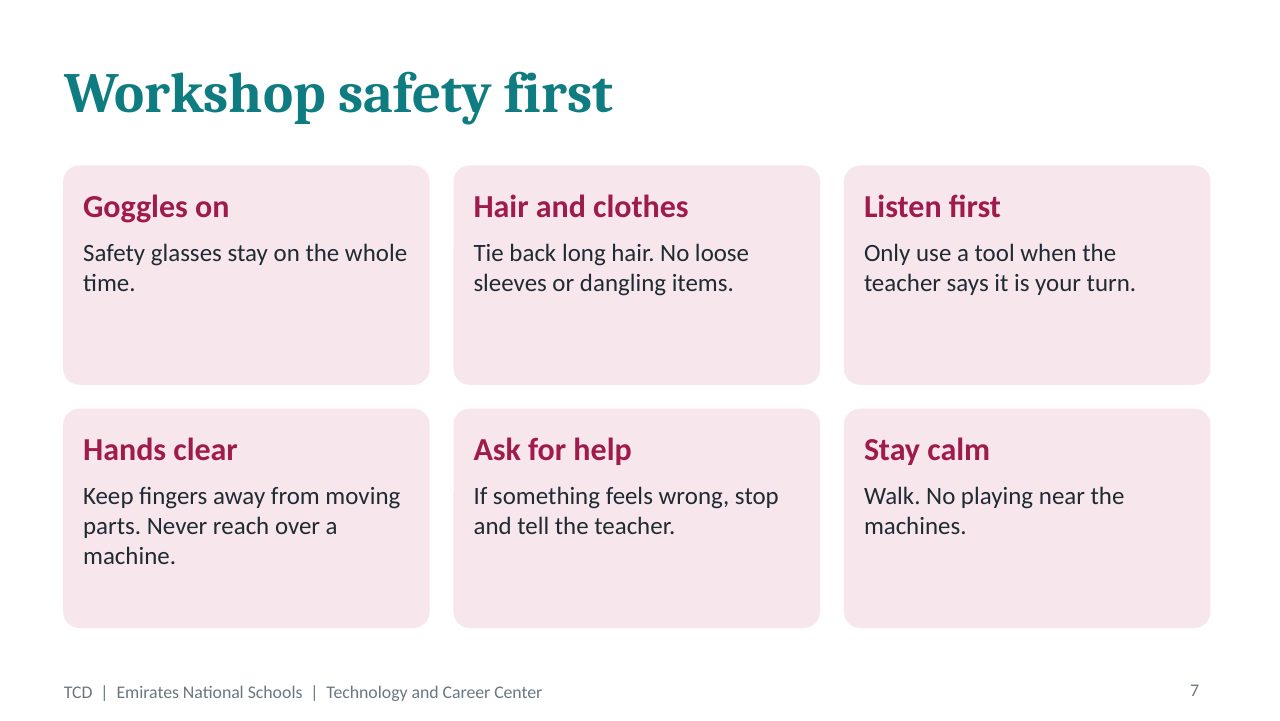 Workshop safety first
Goggles on
Safety glasses stay on the whole
time.
Hair and clothes
Tie back long hair. No loose
sleeves or dangling items.
Listen first
Only use a tool when the
teacher says it is your turn.
Hands clear
Keep fingers away from moving
parts. Never reach over a
machine.
Ask for help
If something feels wrong, stop
and tell the teacher.
Stay calm
Walk. No playing near the
machines.
TCD | Emirates National Schools | Technology and Career Center
7